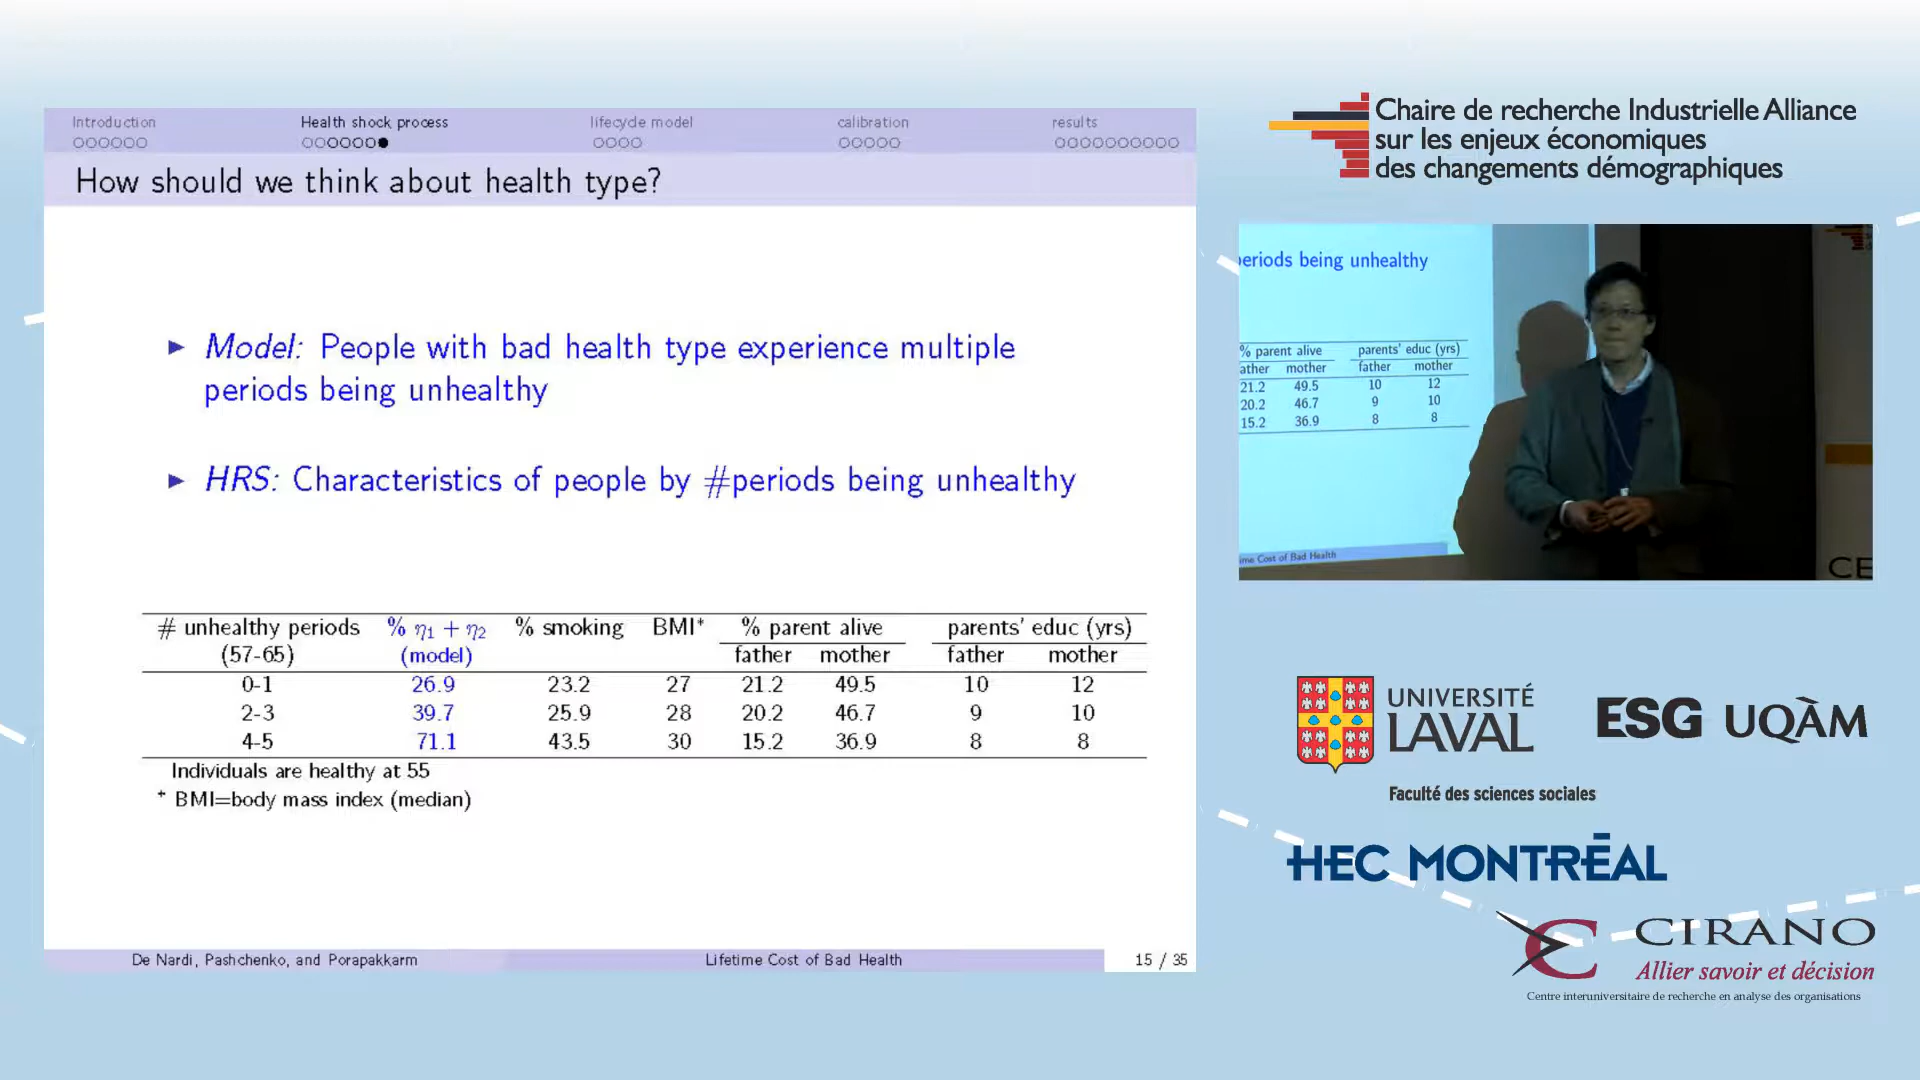 Introduction
Health shock process
lifecycle model
calibration
results
How should we think about health type?
Model: People with bad health type experience multiple
periods being unhealthy
HRS: Characteristics of people by #periods being unhealthy
# unhealthy periods % η1 + η2 % smoking BMI* % parent alive parents' educ (yrs)
(57-65) (model) father mother father mother
0-1 26.9 23.2 27 21.2 49.5 10 12
2-3 39.7 25.9 28 20.2 46.7 9 10
4-5 71.1 43.5 30 15.2 36.9 8 8
Individuals are healthy at 55
* BMI=body mass index (median)
De Nardi, Pashchenko, and Porapakkarm
Lifetime Cost of Bad Health
15 / 35
Chaire de recherche Industrielle Alliance
sur les enjeux économiques
des changements démographiques
periods being unhealthy
% parent alive parents' educ (yrs)
father mother father mother
21.2 49.5 10 12
20.2 46.7 9 10
15.2 36.9 8 8
me Cost of Bad Health
CE
UNIVERSITÉ
LAVAL
Faculté des sciences sociales
ESG UQÀM
HEC MONTRÉAL
CIRANO
Allier savoir et décision
Centre interuniversitaire de recherche en analyse des organisations